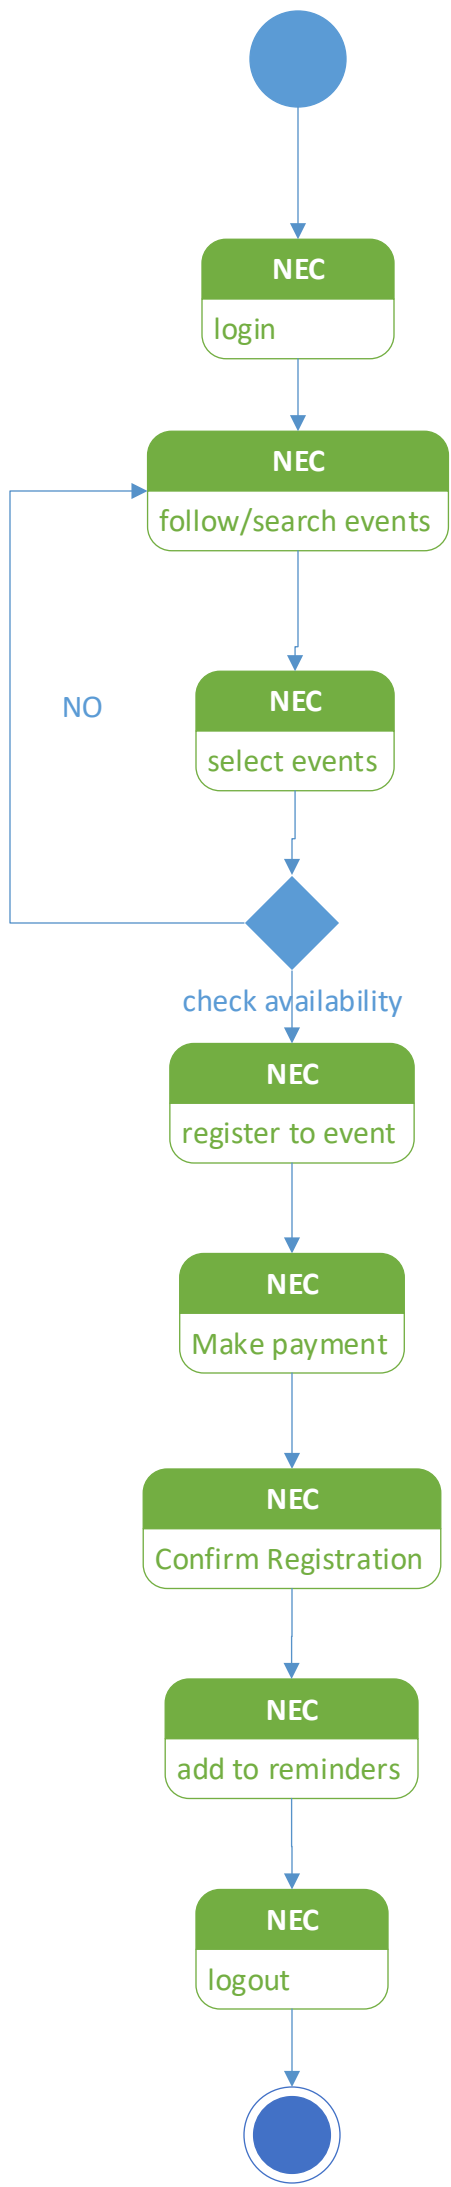 NEC
login
NEC
follow/search events
NEC
NO
select events
check availability
NEC
register to event
NEC
Make payment
NEC
Confirm Registration
NEC
add to reminders
NEC
logout